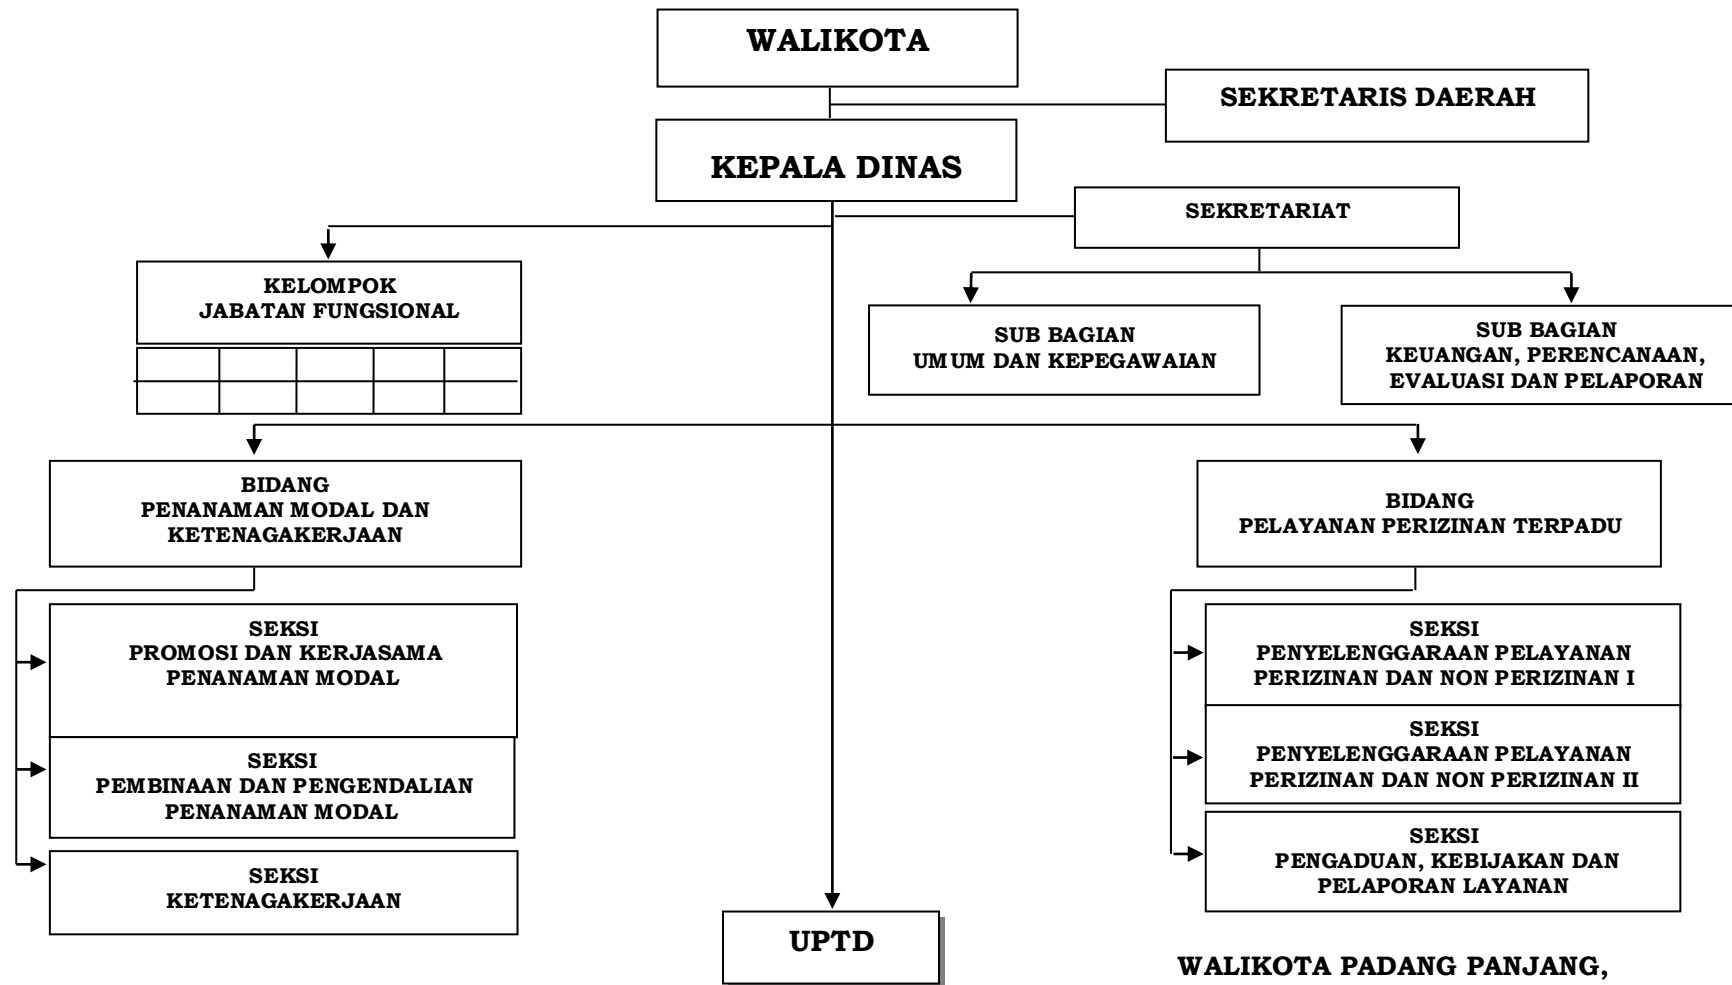 WALIKOTA
SEKRETARIS DAERAH
KEPALA DINAS
SEKRETARIAT
KELOMPOK
JABATAN FUNGSIONAL
SUB BAGIAN
UMUM DAN KEPEGAWAIAN
SUB BAGIAN
KEUANGAN, PERENCANAAN,
EVALUASI DAN PELAPORAN
BIDANG
PENANAMAN MODAL DAN
KETENAGAKERJAAN
BIDANG
PELAYANAN PERIZINAN TERPADU
SEKSI
PROMOSI DAN KERJASAMA
PENANAMAN MODAL
SEKSI
PEMBINAAN DAN PENGENDALIAN
PENANAMAN MODAL
SEKSI
KETENAGAKERJAAN
SEKSI
PENYELENGGARAAN PELAYANAN
PERIZINAN DAN NON PERIZINAN I
SEKSI
PENYELENGGARAAN PELAYANAN
PERIZINAN DAN NON PERIZINAN II
SEKSI
PENGADUAN, KEBIJAKAN DAN
PELAPORAN LAYANAN
UPTD
WALIKOTA PADANG PANJANG,